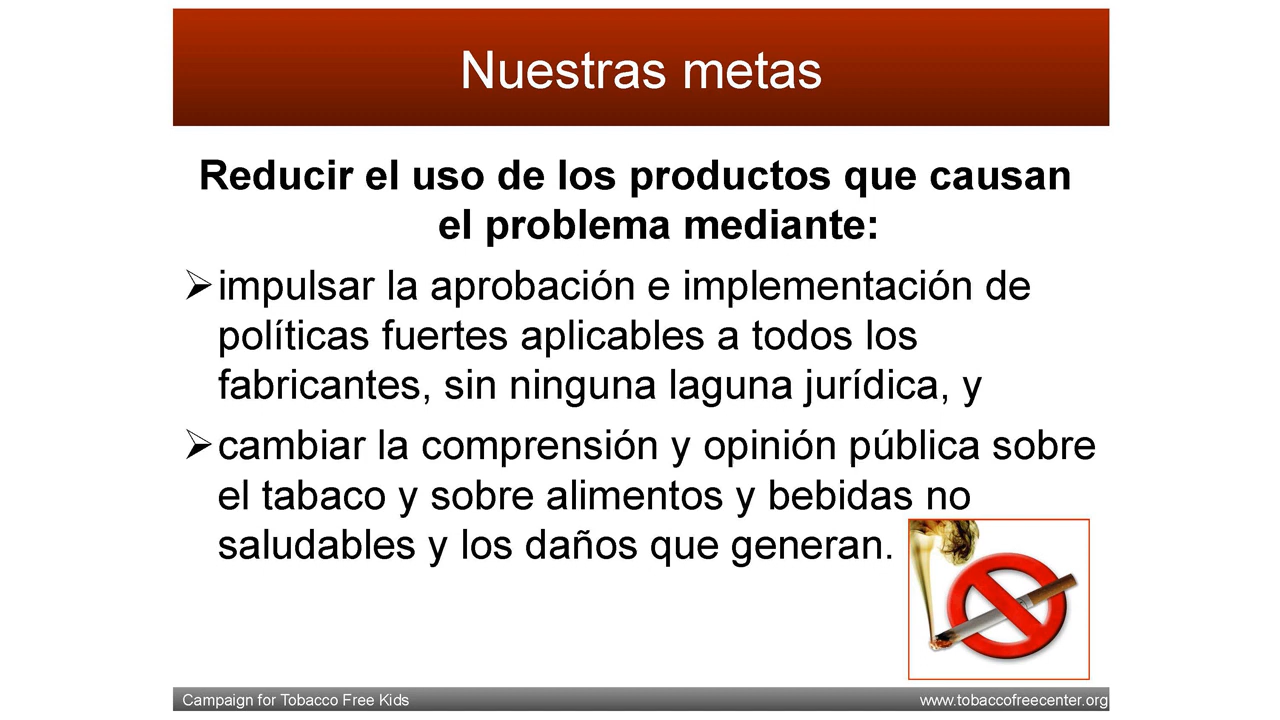 Nuestras metas
Reducir el uso de los productos que causan
el problema mediante:
➢impulsar la aprobación e implementación de
políticas fuertes aplicables a todos los
fabricantes, sin ninguna laguna jurídica, y
➢cambiar la comprensión y opinión pública sobre
el tabaco y sobre alimentos y bebidas no
saludables y los daños que generan.
Campaign for Tobacco Free Kids
www.tobaccofreecenter.org